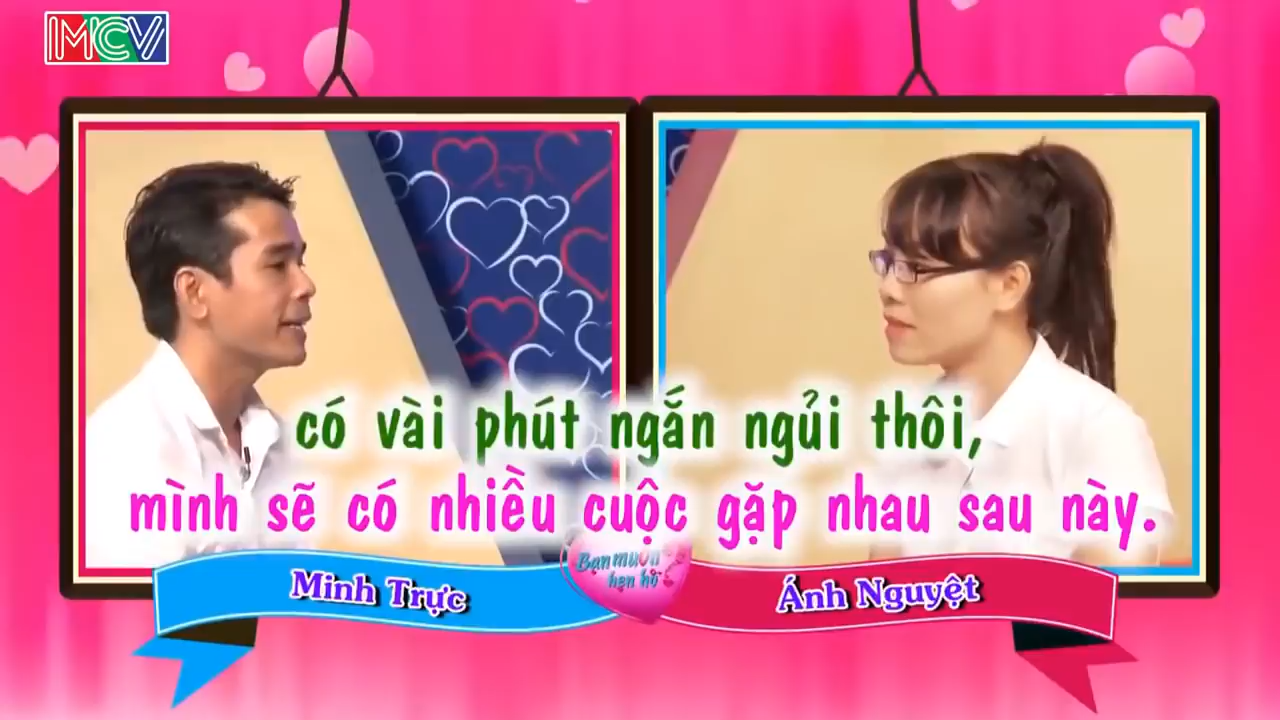 MCV
có vài phút ngắn ngủi thôi,
mình sẽ có nhiều cuộc gặp nhau sau này.
Bạn muốn
hẹn hò
Minh Trực
Ánh Nguyệt